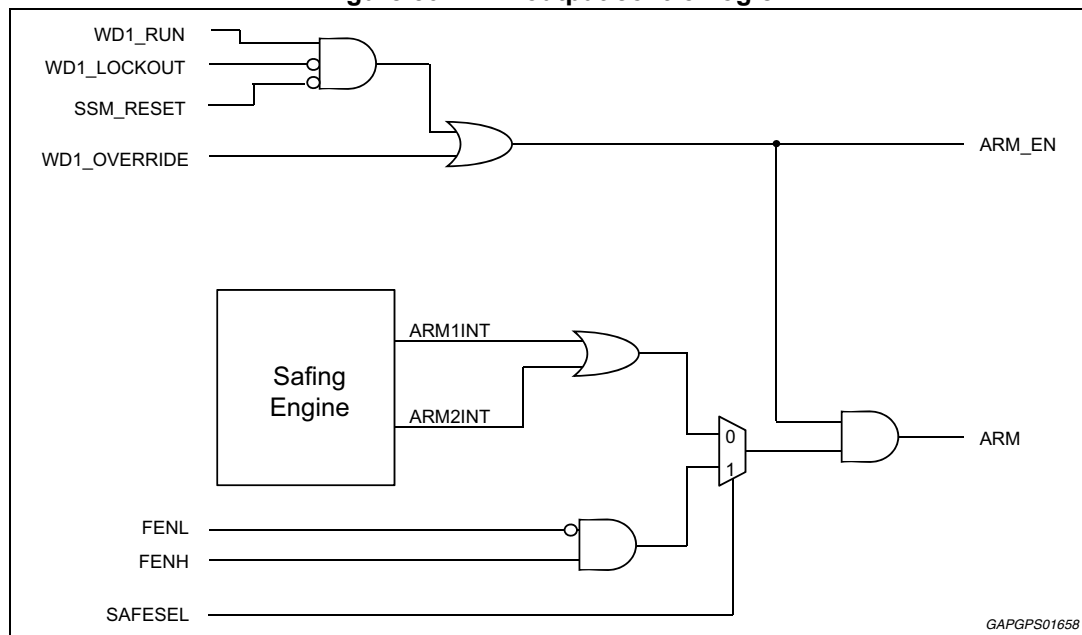 WD1_RUN
WD1_LOCKOUT
SSM_RESET
WD1_OVERRIDE
ARM_EN
ARM1INT
Safing
Engine
ARM2INT
0
1
ARM
FENL
FENH
SAFESEL
GAPGPS01658